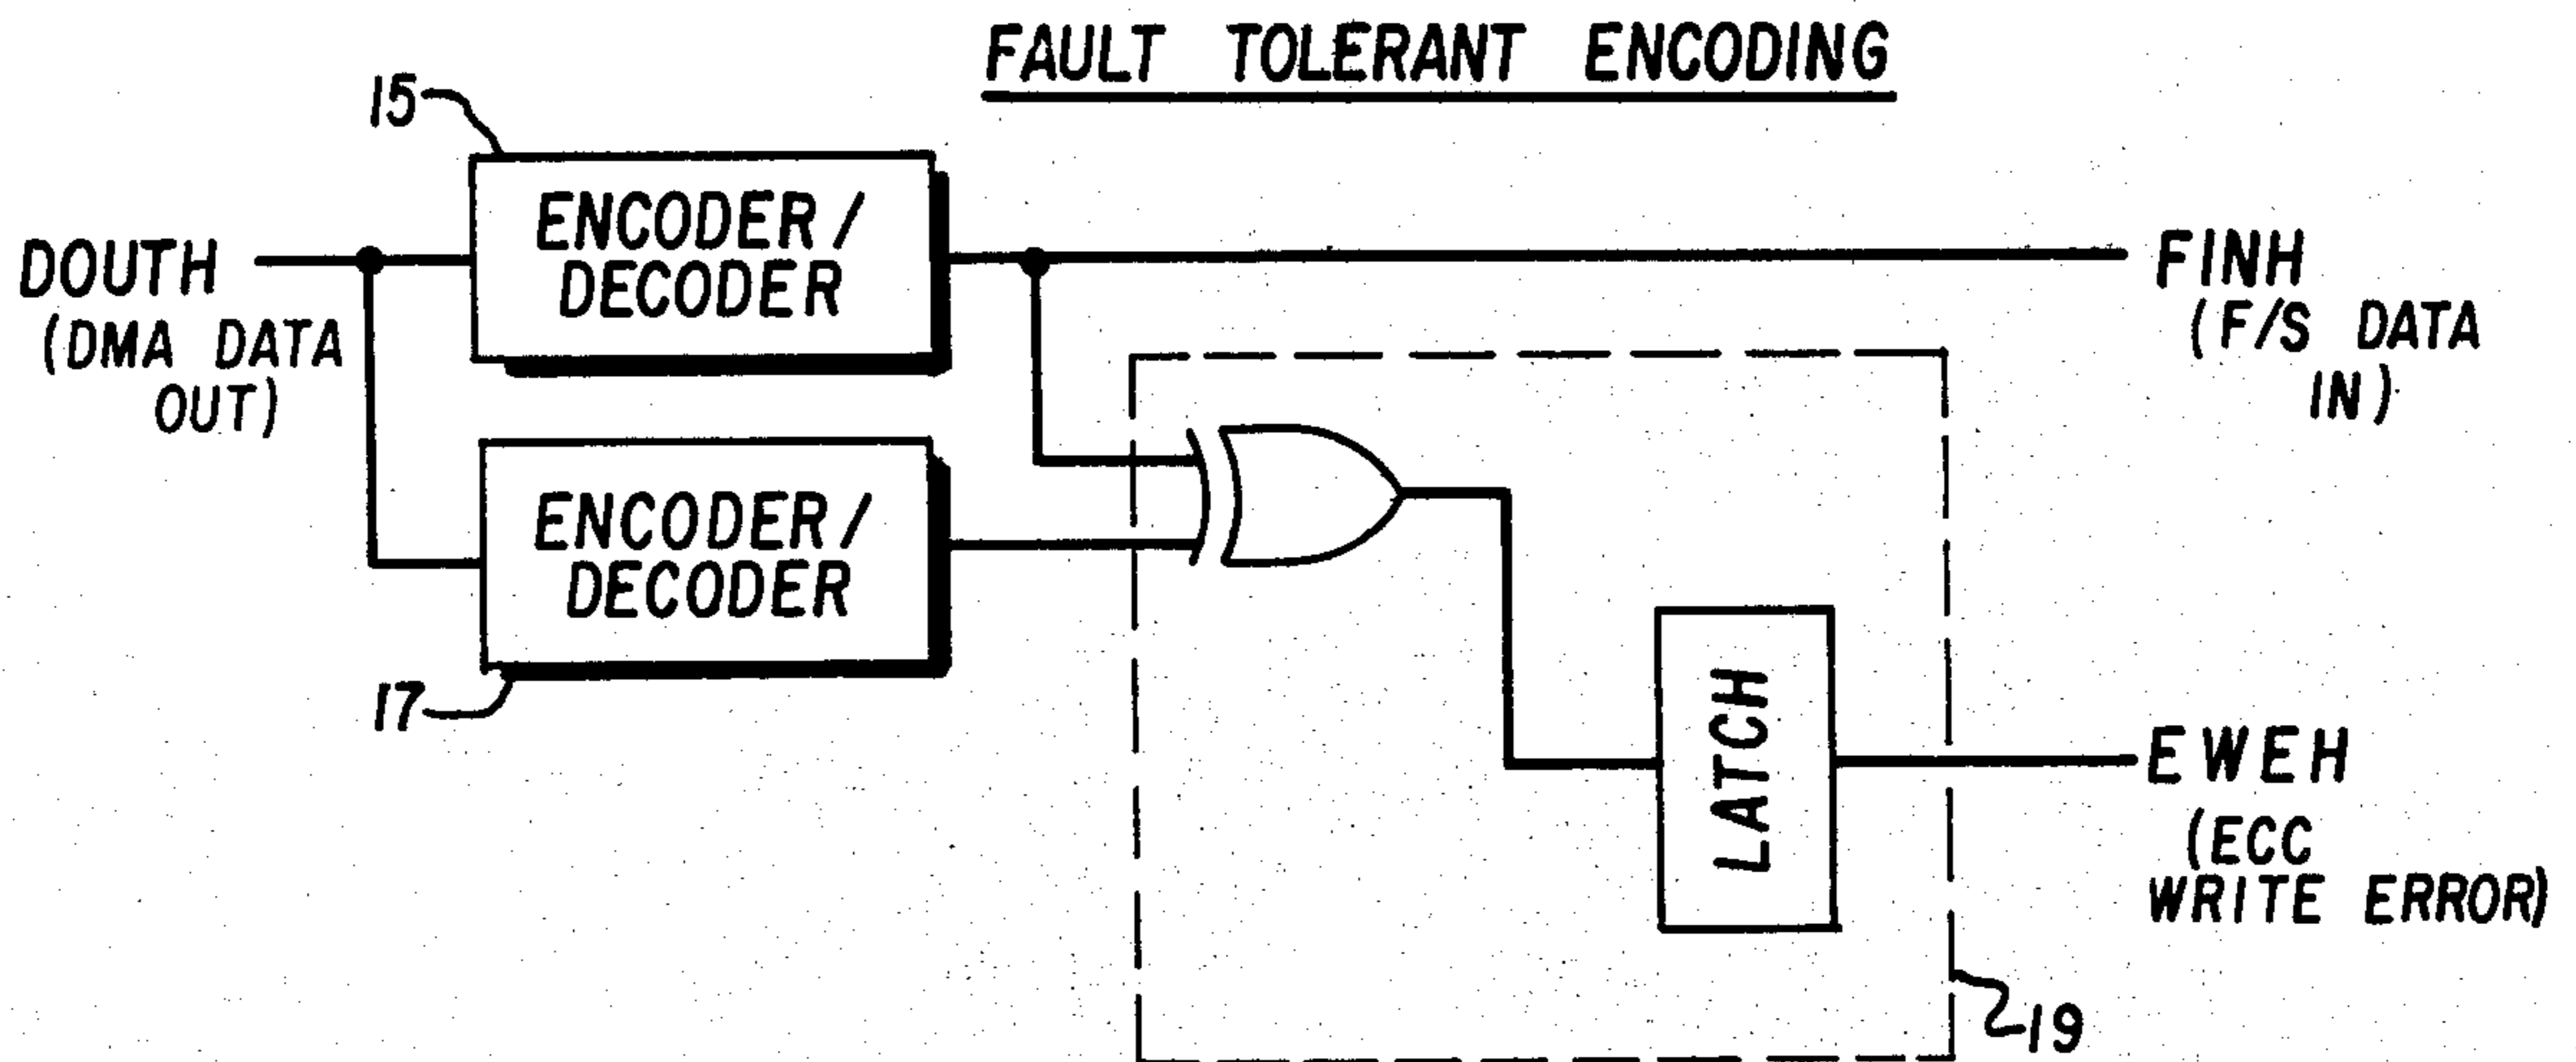 FAULT TOLERANT ENCODING
15
ENCODER /
DECODER
DOUTH
(DMA DATA
OUT)
FINH
(F/S DATA
IN)
ENCODER /
DECODER
17
LATCH
EWEH
(ECC
WRITE ERROR)
19